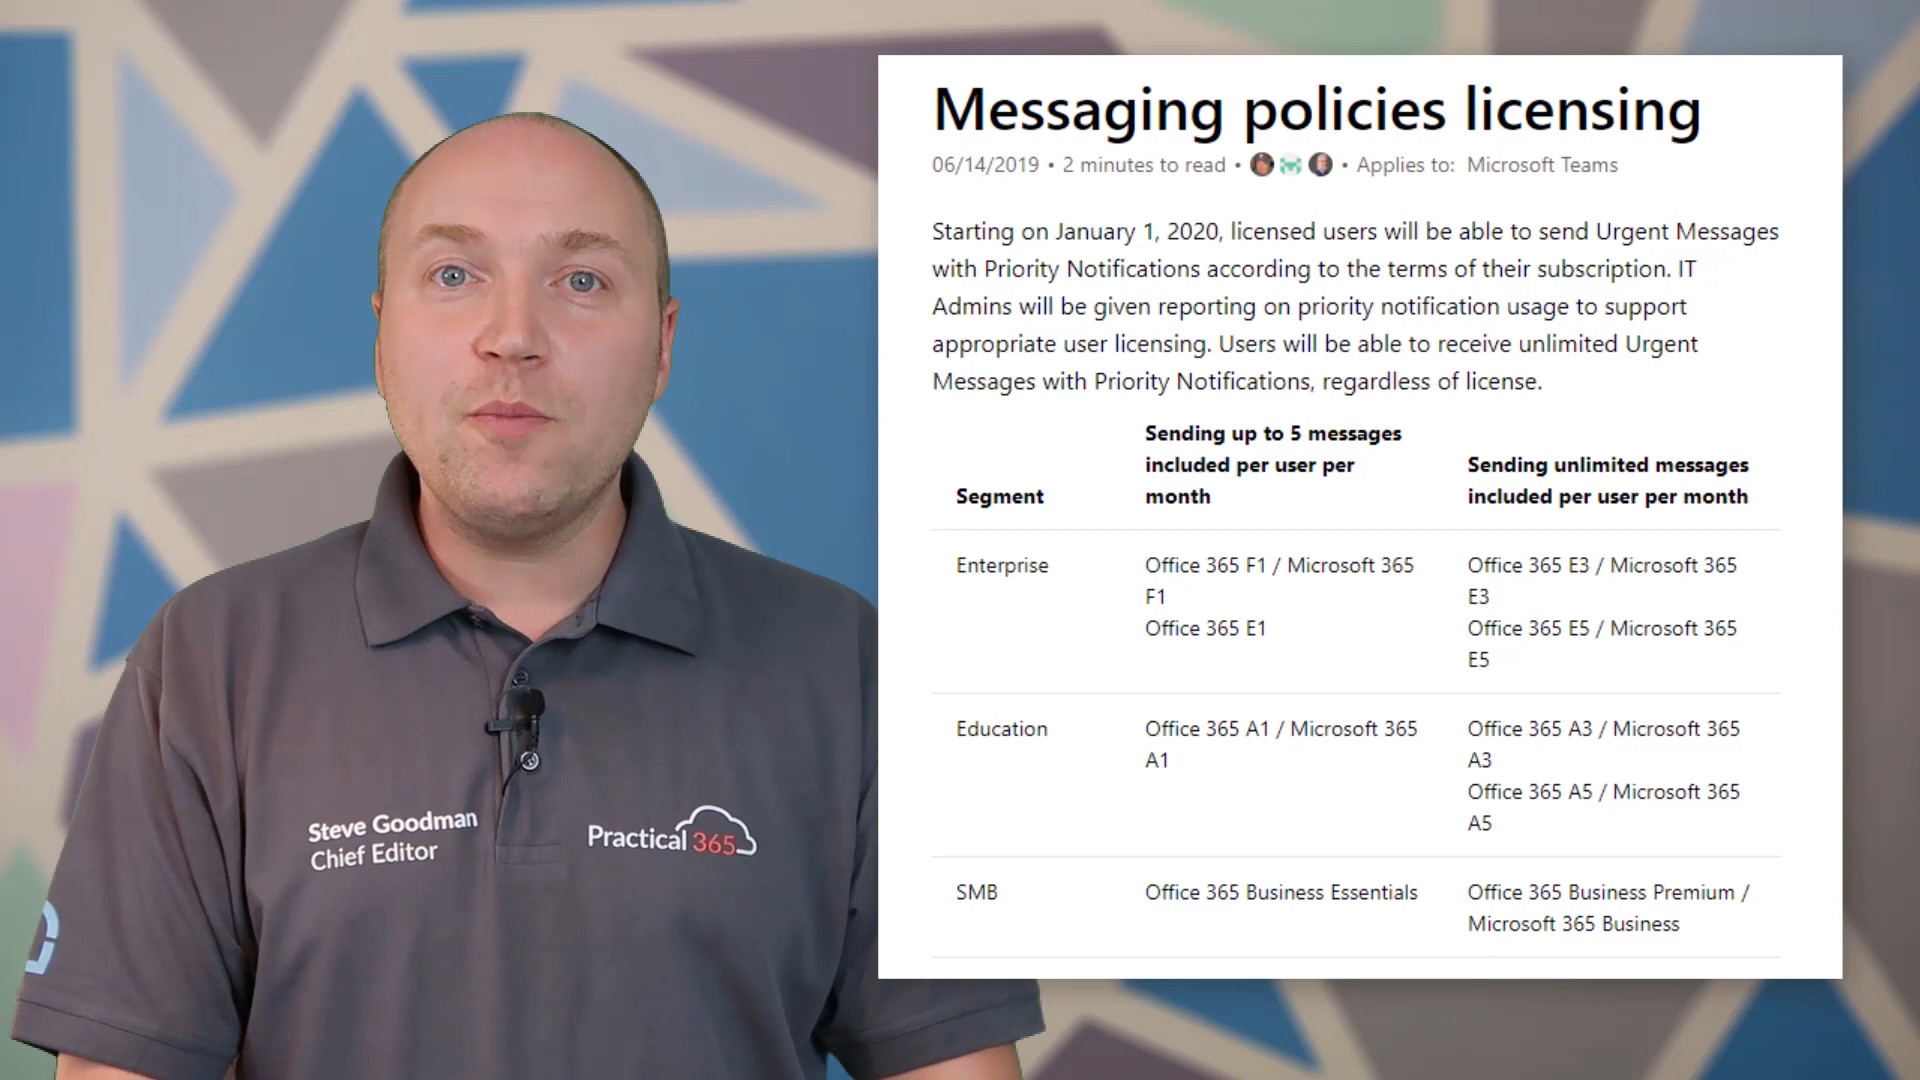 Messaging policies licensing
06/14/2019 • 2 minutes to read • • Applies to: Microsoft Teams
Starting on January 1, 2020, licensed users will be able to send Urgent Messages
with Priority Notifications according to the terms of their subscription. IT
Admins will be given reporting on priority notification usage to support
appropriate user licensing. Users will be able to receive unlimited Urgent
Messages with Priority Notifications, regardless of license.
Segment
Sending up to 5 messages
included per user per
month
Sending unlimited messages
included per user per month
Enterprise
Office 365 F1 / Microsoft 365
F1
Office 365 E1
Office 365 E3 / Microsoft 365
E3
Office 365 E5 / Microsoft 365
E5
Education
Office 365 A1 / Microsoft 365
A1
Office 365 A3 / Microsoft 365
A3
Office 365 A5 / Microsoft 365
A5
SMB
Office 365 Business Essentials
Office 365 Business Premium /
Microsoft 365 Business
Steve Goodman
Chief Editor
Practical 365